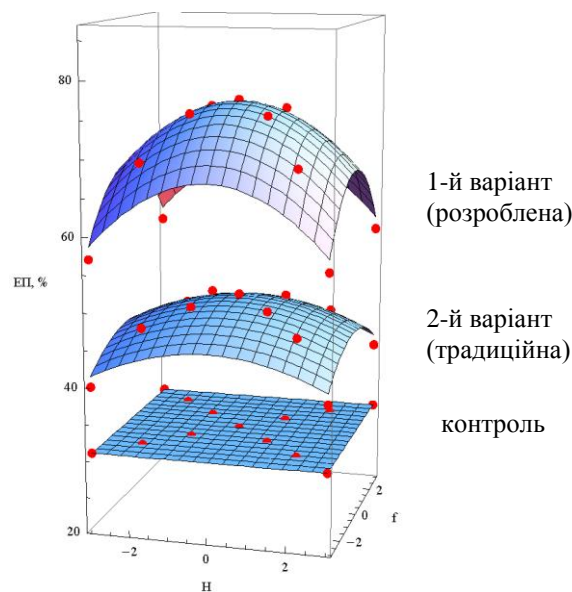 80
1-й варіант
(розроблена)
60
ЕП, %
2-й варіант
(традиційна)
40
контроль
20
−2
0
2
H
−2
0
2
f